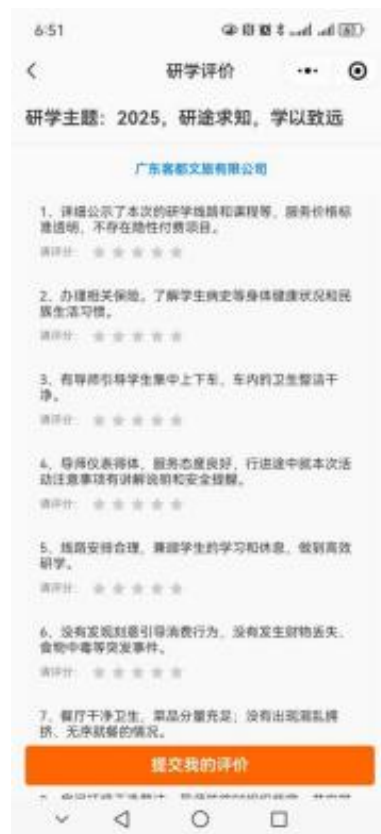 6:51
研学评价
研学主题：2025，研途求知，学以致远
广东客都文旅有限公司
1、详细公示了本次的研学线路和课程等，服务价格标
准透明，不存在隐性付费项目。
请评分:
2、办理相关保险，了解学生病史等身体健康状况和民
族生活习惯。
请评分:
3、有导师引导学生集中上下车，车内的卫生整洁干
净。
请评分:
4、导师仪表得体，服务态度良好，行进途中就本次活
动注意事项有讲解说明和安全提醒。
请评分:
5、线路安排合理，兼顾学生的学习和休息，做到高效
研学。
请评分:
6、没有发现刻意引导消费行为，没有发生财物丢失、
食物中毒等突发事件。
请评分:
7、餐厅干净卫生，菜品分量充足；没有出现混乱拥
挤、无序就餐的情况。
提交我的评价